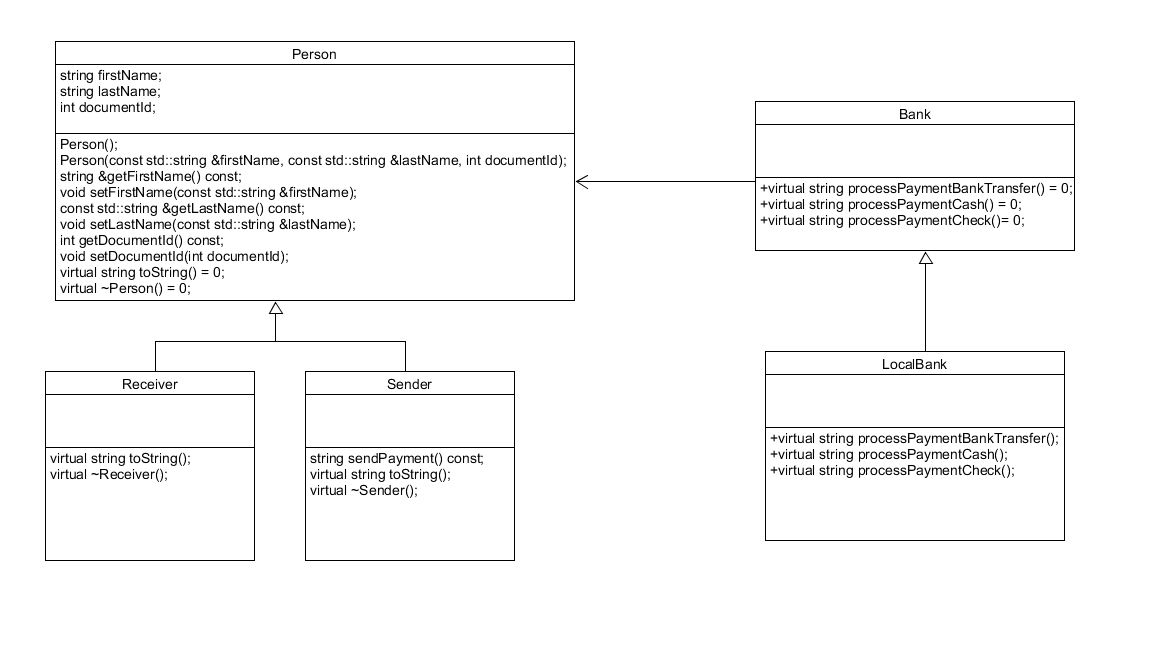 Person
string firstName;
string lastName;
int documentId;
Person();
Person(const std::string &firstName, const std::string &lastName, int documentId);
string &getFirstName() const;
void setFirstName(const std::string &firstName);
const std::string &getLastName() const;
void setLastName(const std::string &lastName);
int getDocumentId() const;
void setDocumentId(int documentId);
virtual string toString() = 0;
virtual ~Person() = 0;
Bank
+virtual string processPaymentBankTransfer() = 0;
+virtual string processPaymentCash() = 0;
+virtual string processPaymentCheck()= 0;
Receiver
virtual string toString();
virtual ~Receiver();
Sender
string sendPayment() const;
virtual string toString();
virtual ~Sender();
LocalBank
+virtual string processPaymentBankTransfer();
+virtual string processPaymentCash();
+virtual string processPaymentCheck();